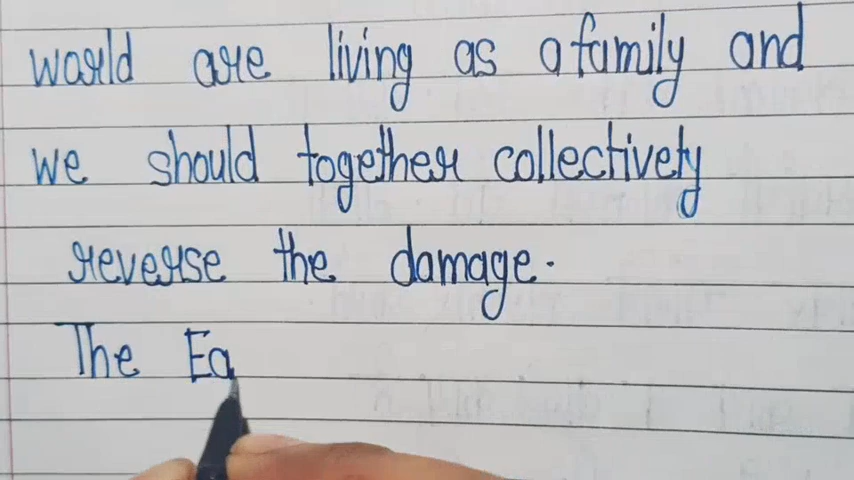 world are living as a family and
we should together collectively
reverse the damage.
The Ea